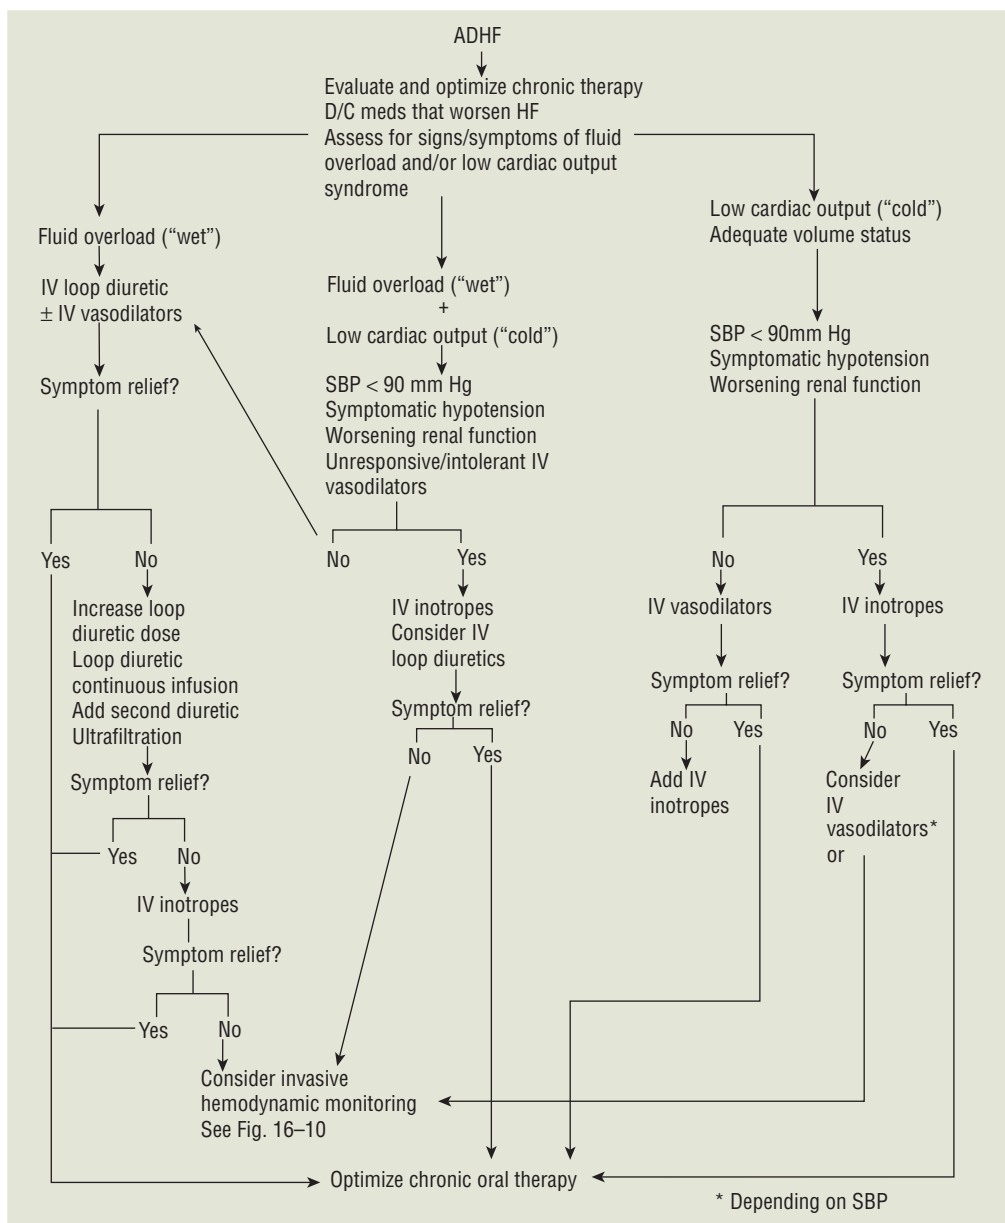 ADHF
Evaluate and optimize chronic therapy
D/C meds that worsen HF
Assess for signs/symptoms of fluid
overload and/or low cardiac output
syndrome
Fluid overload (“wet”)
IV loop diuretic
± IV vasodilators
Symptom relief?
Yes
No
Increase loop
diuretic dose
Loop diuretic
continuous infusion
Add second diuretic
Ultrafiltration
Symptom relief?
Yes
No
IV inotropes
Symptom relief?
Yes
No
Consider invasive
hemodynamic monitoring
See Fig. 16–10
Fluid overload (“wet”)
+
Low cardiac output (“cold”)
SBP < 90 mm Hg
Symptomatic hypotension
Worsening renal function
Unresponsive/intolerant IV
vasodilators
No
Yes
IV inotropes
Consider IV
loop diuretics
Symptom relief?
No
Yes
Low cardiac output (“cold”)
Adequate volume status
SBP < 90mm Hg
Symptomatic hypotension
Worsening renal function
No
Yes
IV vasodilators
Symptom relief?
No
Yes
Add IV
inotropes
IV inotropes
Symptom relief?
No
Yes
Consider
IV
vasodilators*
or
Optimize chronic oral therapy
* Depending on SBP